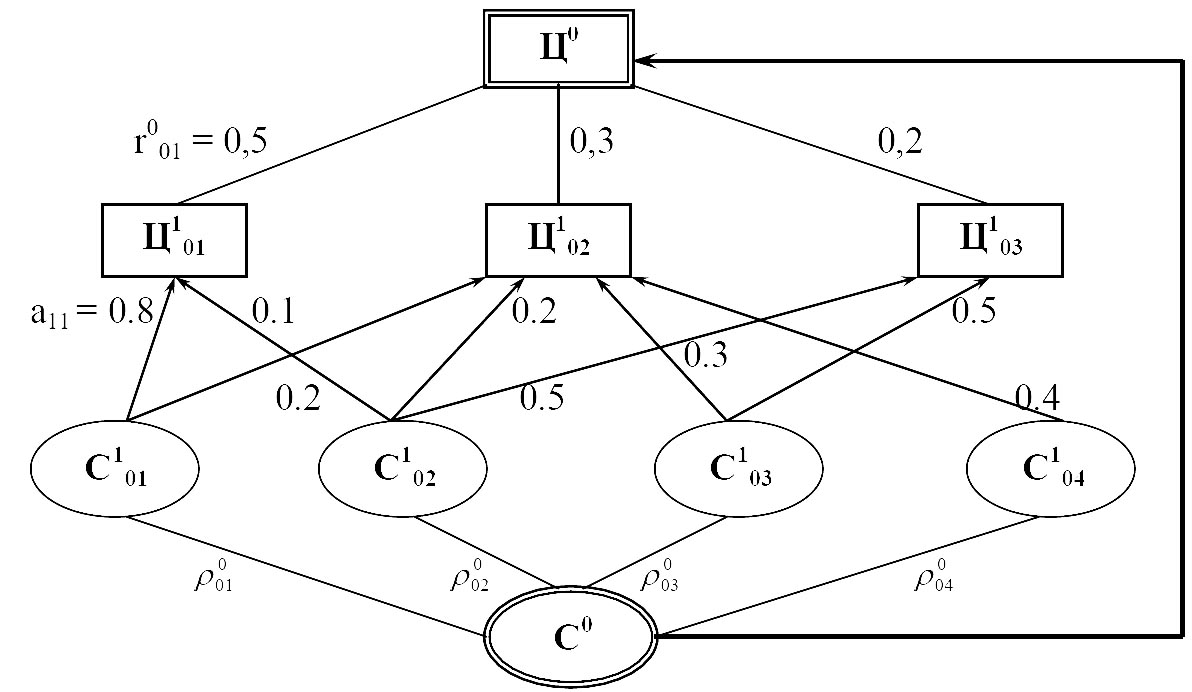 Ц⁰
r⁰₀₁ = 0,5
0,3
0,2
Ц¹₀₁
Ц¹₀₂
Ц¹₀₃
a₁₁ = 0.8
0.1
0.2
0.5
0.3
0.2
0.5
0.4
С¹₀₁
С¹₀₂
С¹₀₃
С¹₀₄
ρ⁰₀₁
ρ⁰₀₂
ρ⁰₀₃
ρ⁰₀₄
С⁰